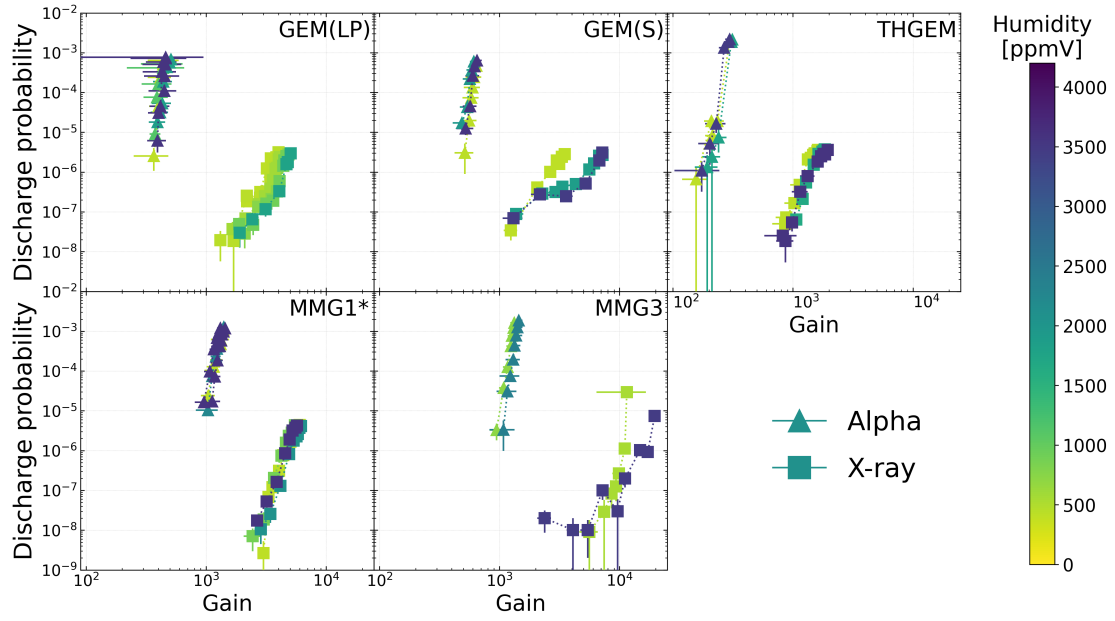 GEM(LP)
GEM(S)
THGEM
Humidity
[ppmV]
Discharge probability
10⁻²
10⁻³
10⁻⁴
10⁻⁵
10⁻⁶
10⁻⁷
10⁻⁸
10⁻²
10² 10³ 10⁴
Gain
4000
3500
3000
2500
2000
1500
1000
500
0
MMG1*
MMG3
Discharge probability
10⁻³
10⁻⁴
10⁻⁵
10⁻⁶
10⁻⁷
10⁻⁸
10⁻⁹
10² 10³ 10⁴
Gain
10³ 10⁴
Gain
Alpha
X-ray